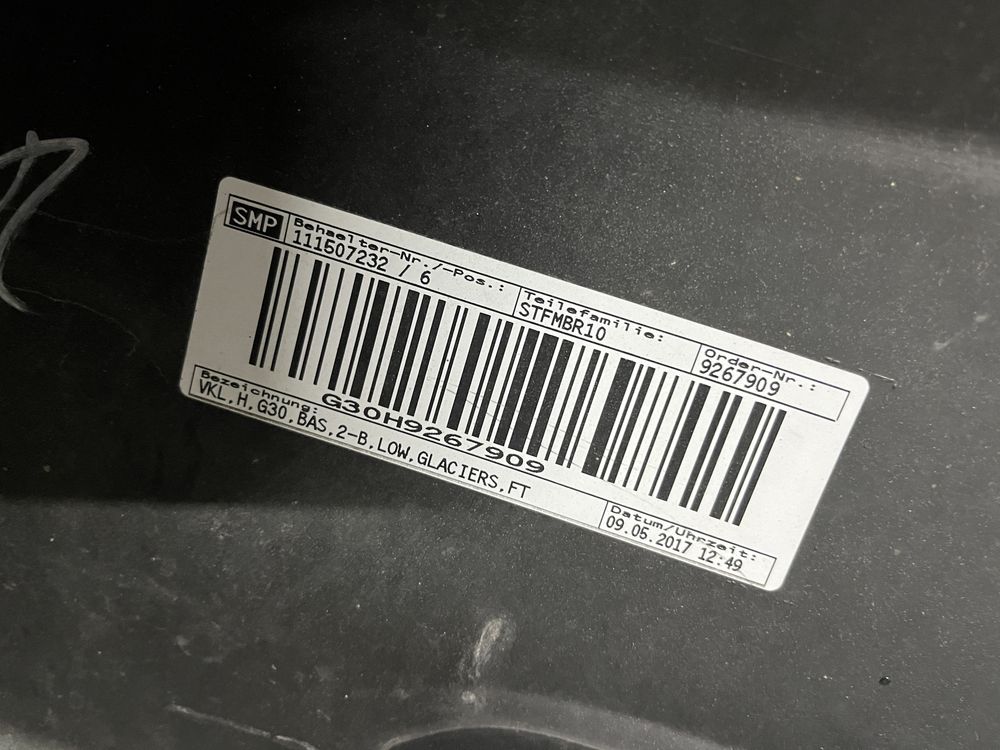 SMP
Behaelter-Nr./-Pos.:
111507232 / 6
Teilefamilie:
STFMBR10
Order-Nr.:
9267909
G30H9267909
Bezeichnung:
VKL,H,G30,BAS,2-B,LOW,GLACIERS,FT
Datum/Uhrzeit:
09.05.2017 12:49